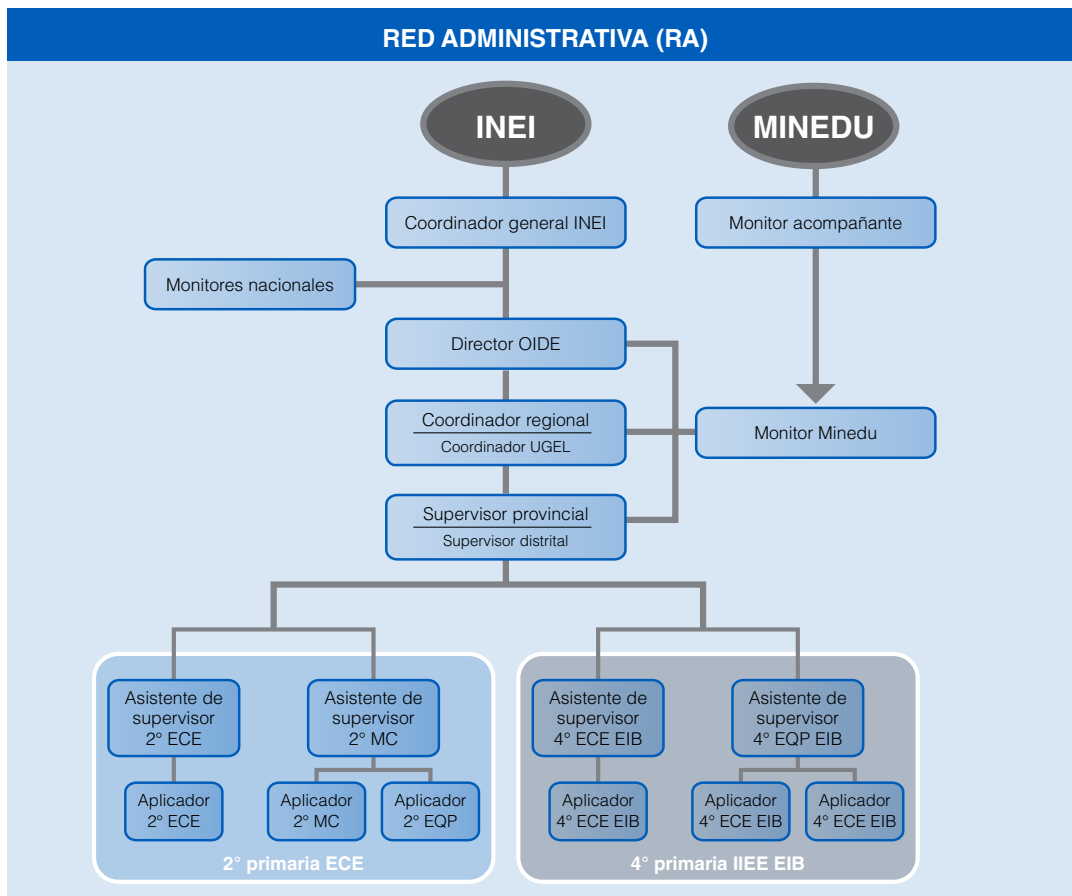 RED ADMINISTRATIVA (RA)
INEI
MINEDU
Coordinador general INEI
Monitor acompañante
Monitores nacionales
Director OIDE
Coordinador regional
Coordinador UGEL
Monitor Minedu
Supervisor provincial
Supervisor distrital
Asistente de
supervisor
2° ECE
Asistente de
supervisor
2° MC
Asistente de
supervisor
4° ECE EIB
Asistente de
supervisor
4° EQP EIB
Aplicador
2° ECE
Aplicador
2° MC
Aplicador
2° EQP
Aplicador
4° ECE EIB
Aplicador
4° ECE EIB
Aplicador
4° ECE EIB
2° primaria ECE
4° primaria IIEE EIB